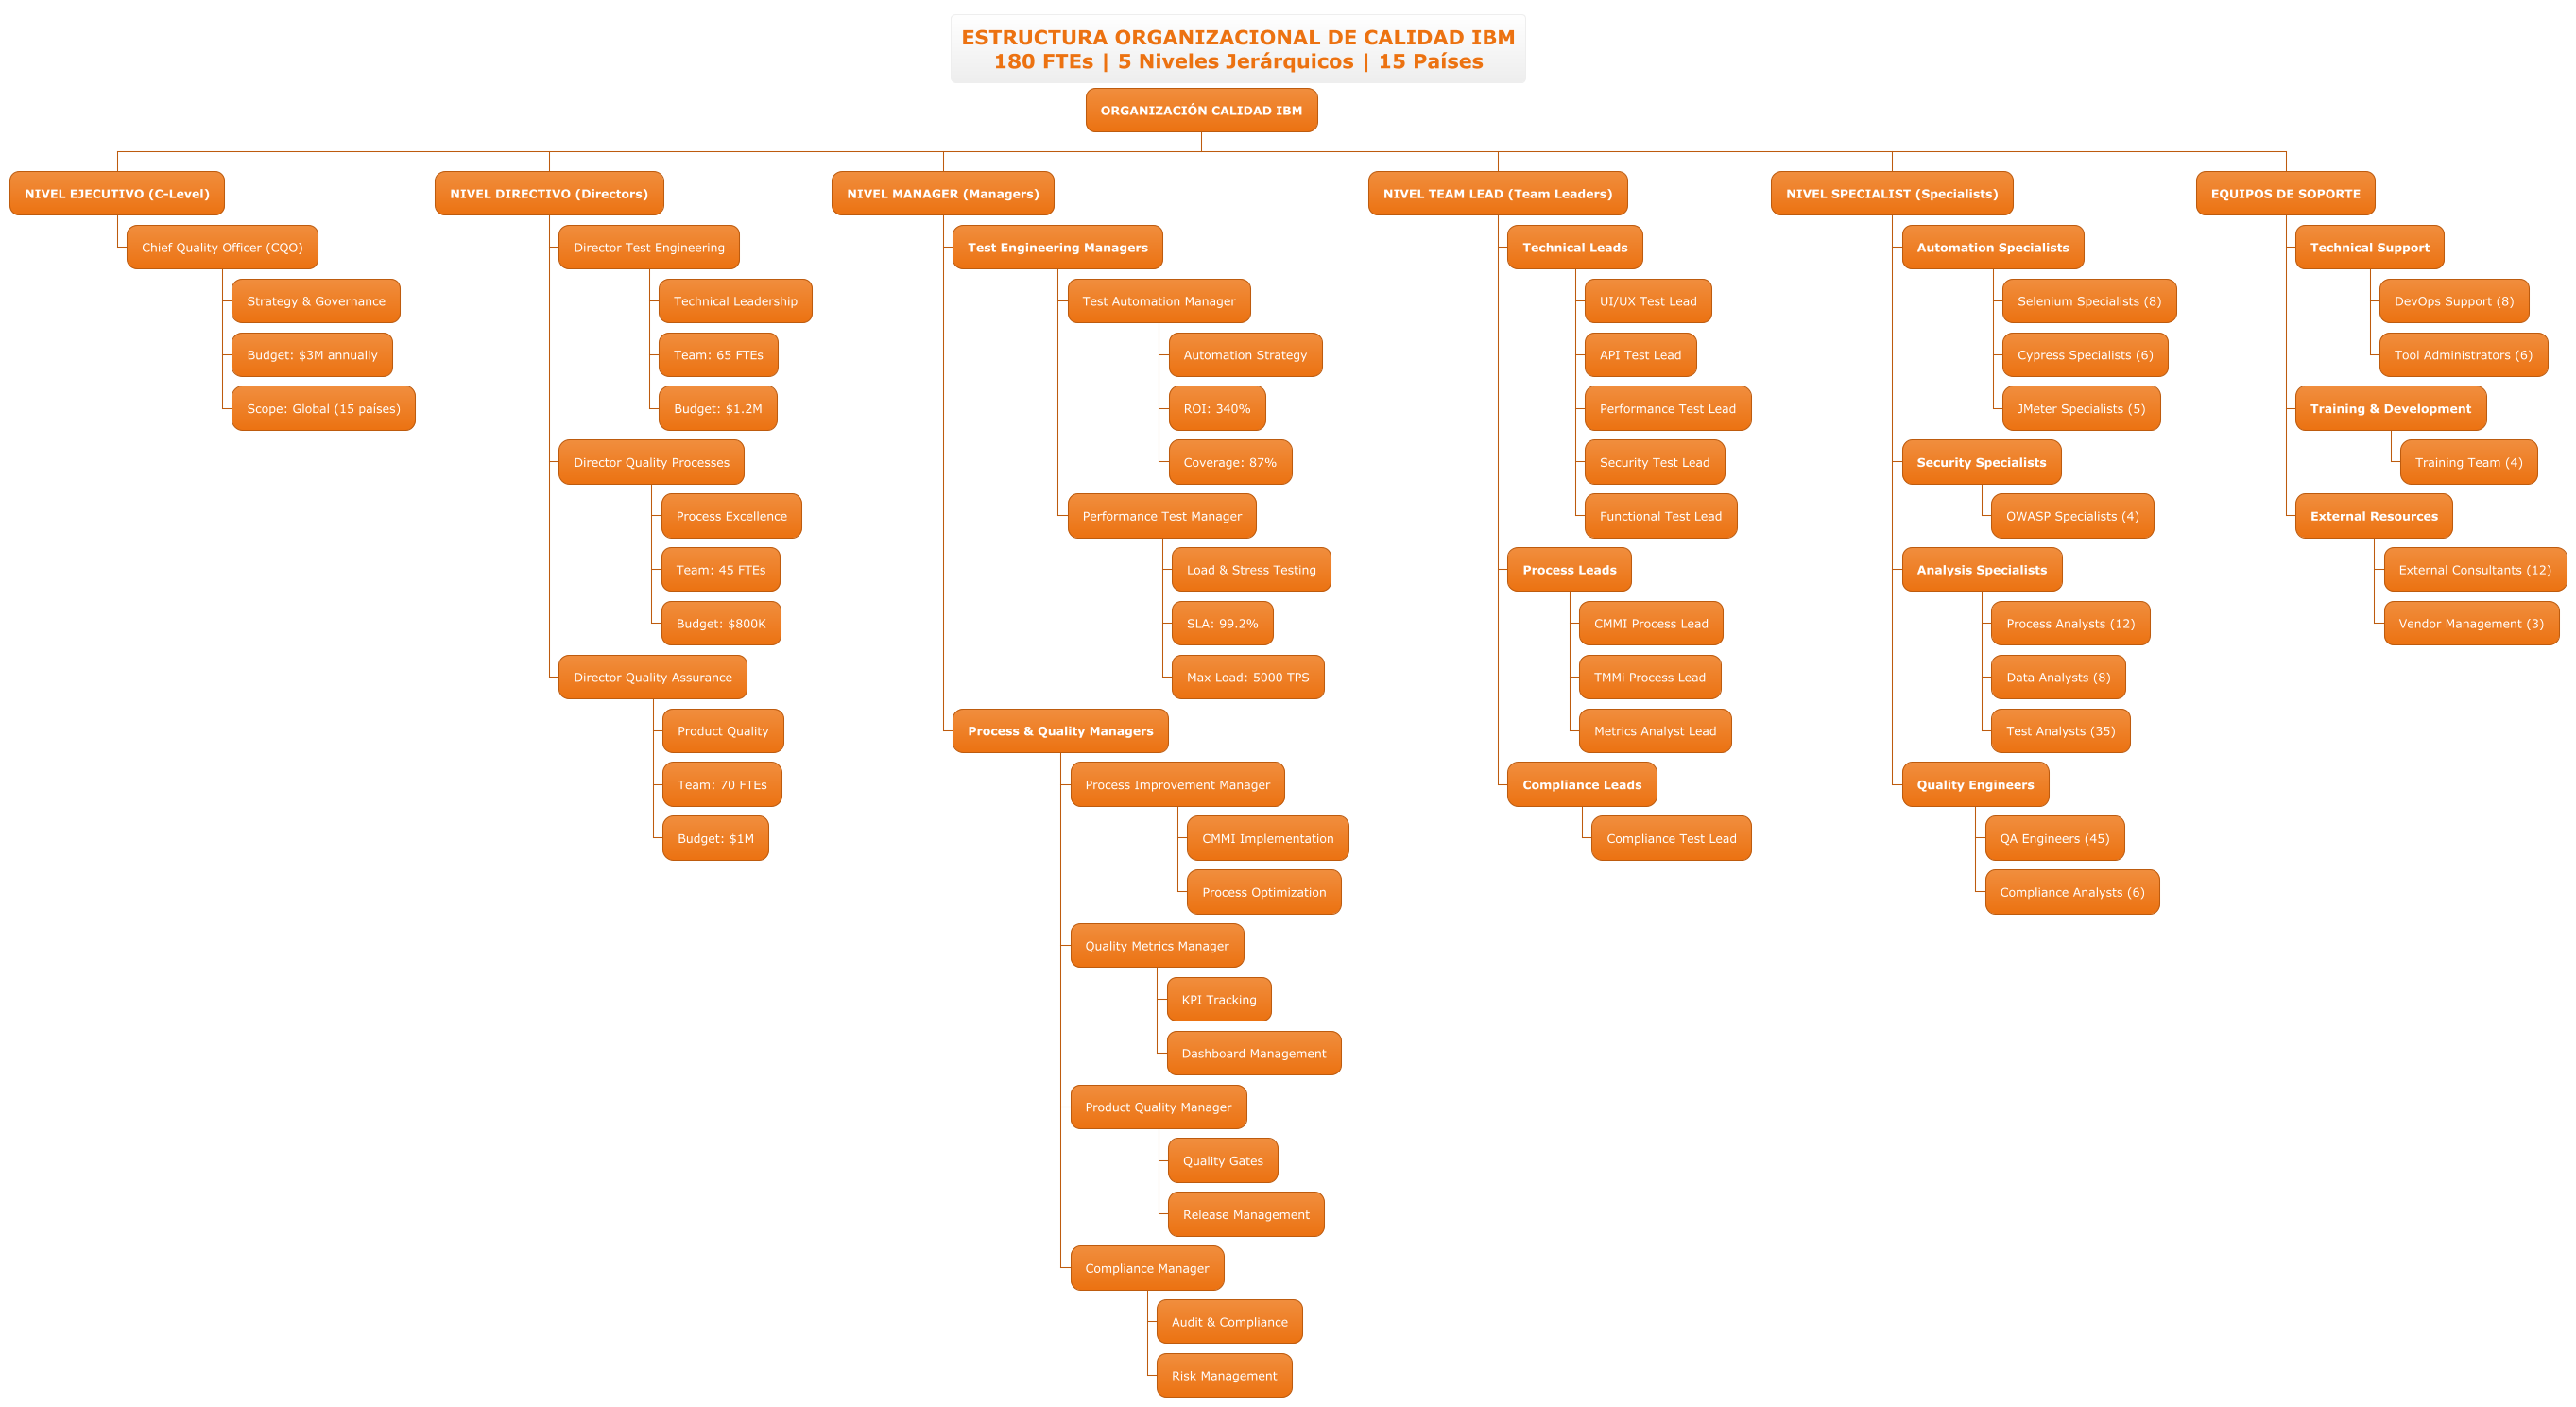 ESTRUCTURA ORGANIZACIONAL DE CALIDAD IBM
180 FTEs | 5 Niveles Jerárquicos | 15 Países
ORGANIZACIÓN CALIDAD IBM
NIVEL EJECUTIVO (C-Level)
Chief Quality Officer (CQO)
Strategy & Governance
Budget: $3M annually
Scope: Global (15 países)
NIVEL DIRECTIVO (Directors)
Director Test Engineering
Technical Leadership
Team: 65 FTEs
Budget: $1.2M
Director Quality Processes
Process Excellence
Team: 45 FTEs
Budget: $800K
Director Quality Assurance
Product Quality
Team: 70 FTEs
Budget: $1M
NIVEL MANAGER (Managers)
Test Engineering Managers
Test Automation Manager
Automation Strategy
ROI: 340%
Coverage: 87%
Performance Test Manager
Load & Stress Testing
SLA: 99.2%
Max Load: 5000 TPS
Process & Quality Managers
Process Improvement Manager
CMMI Implementation
Process Optimization
Quality Metrics Manager
KPI Tracking
Dashboard Management
Product Quality Manager
Quality Gates
Release Management
Compliance Manager
Audit & Compliance
Risk Management
NIVEL TEAM LEAD (Team Leaders)
Technical Leads
UI/UX Test Lead
API Test Lead
Performance Test Lead
Security Test Lead
Functional Test Lead
Process Leads
CMMI Process Lead
TMMi Process Lead
Metrics Analyst Lead
Compliance Leads
Compliance Test Lead
NIVEL SPECIALIST (Specialists)
Automation Specialists
Selenium Specialists (8)
Cypress Specialists (6)
JMeter Specialists (5)
Security Specialists
OWASP Specialists (4)
Analysis Specialists
Process Analysts (12)
Data Analysts (8)
Test Analysts (35)
Quality Engineers
QA Engineers (45)
Compliance Analysts (6)
EQUIPOS DE SOPORTE
Technical Support
DevOps Support (8)
Tool Administrators (6)
Training & Development
Training Team (4)
External Resources
External Consultants (12)
Vendor Management (3)